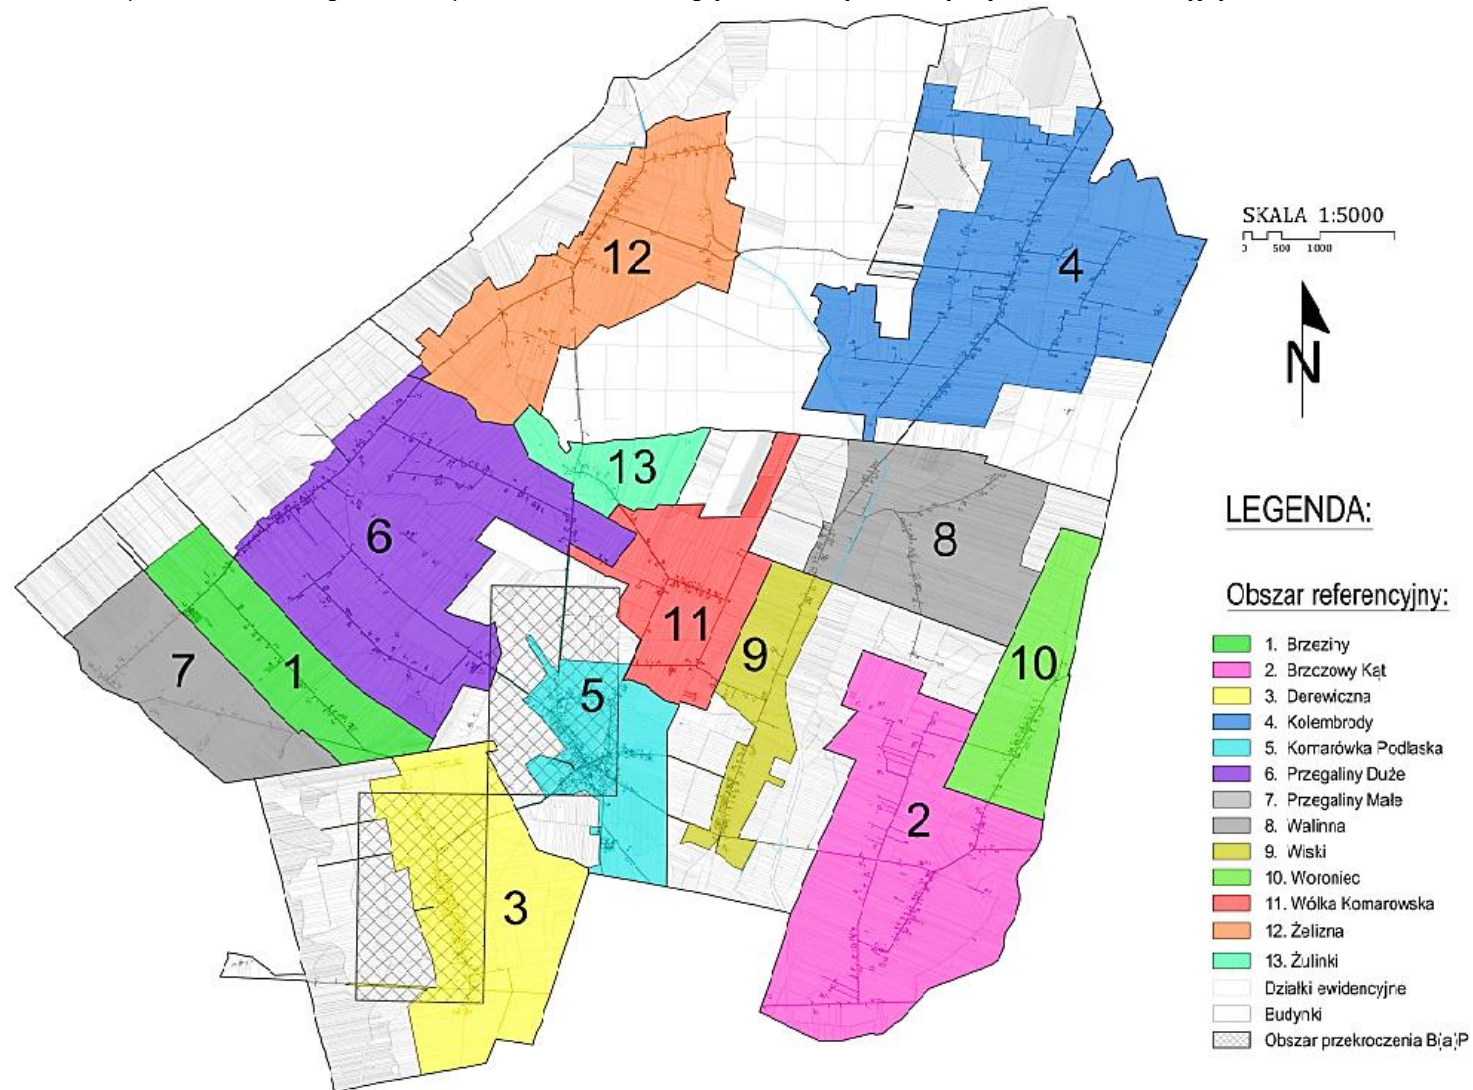 SKALA 1:5000
500 1000
N
12
4
13
6
8
11
9
10
7
1
5
2
3
LEGENDA:
Obszar referencyjny:
1. Brzeziny
2. Brzczowy Kąt
3. Derewiczna
4. Kolembrody
5. Komarówka Podlaska
6. Przegaliny Duże
7. Przegaliny Małe
8. Walinna
9. Wiski
10. Woroniec
11. Wólka Komarowska
12. Żelizna
13. Żulinki
Działki ewidencyjne
Budynki
Obszar przekroczenia B(a)P